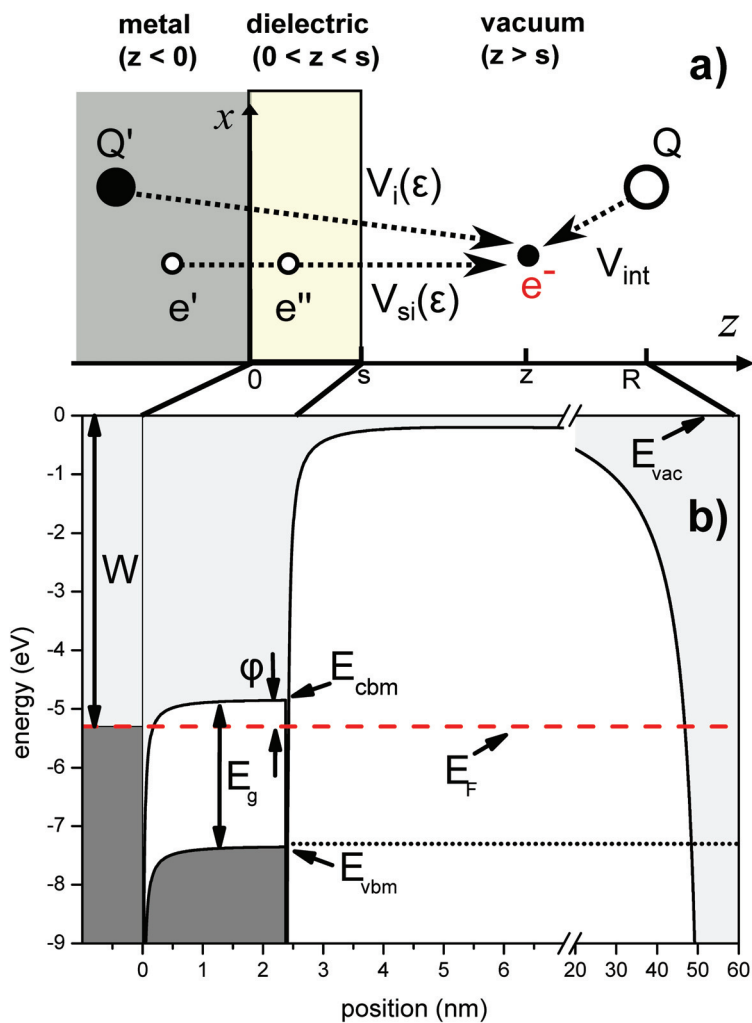 metal dielectric vacuum
(z < 0) (0 < z < s) (z > s)
a)
x
Q' Q
V_i(ε)
V_int
e' e'' e⁻
V_si(ε)
z
0 s z R
0
-1
-2
-3
-4
-5
-6
-7
-8
-9
energy (eV)
E_vac
b)
W
φ E_cbm
E_g E_F
E_vbm
0 1 2 3 4 5 6 20 30 40 50 60
position (nm)